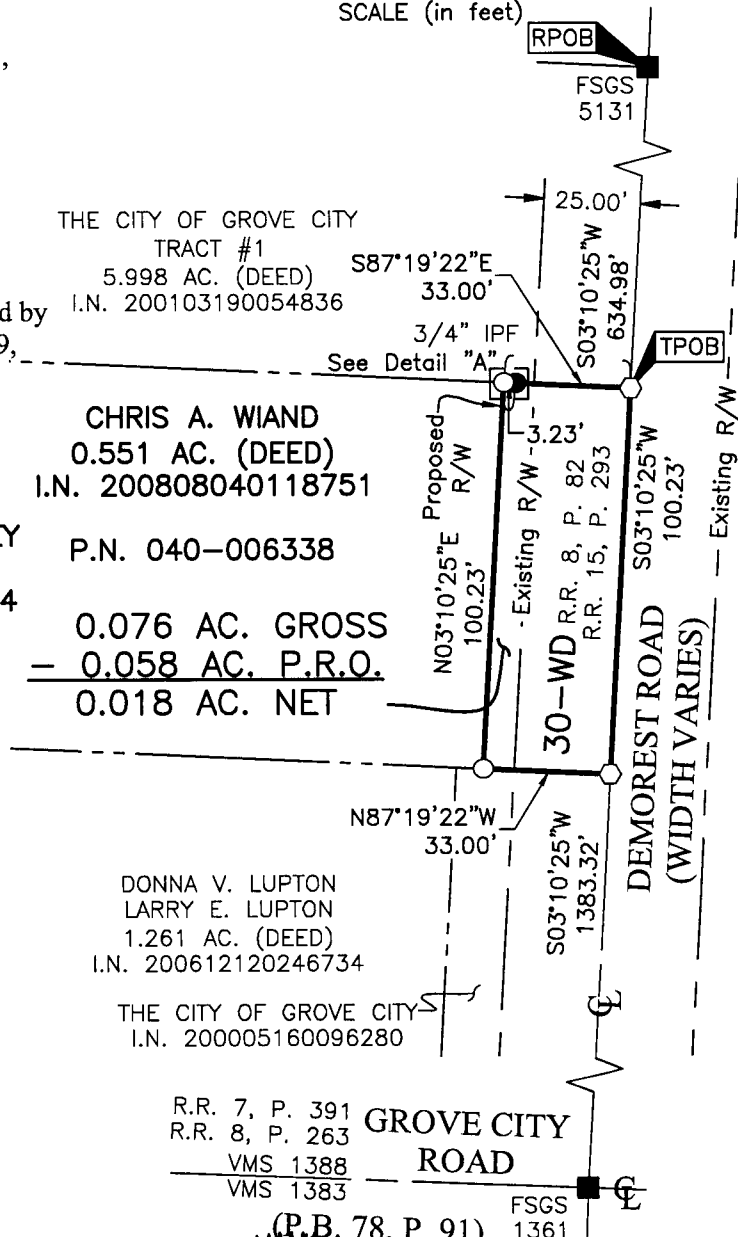 SCALE (in feet)
RPOB
FSGS
5131
,
25.00'
THE CITY OF GROVE CITY
TRACT #1
5.998 AC. (DEED)
I.N. 200103190054836
S87°19'22"E
33.00'
S03°10'25"W
634.98'
d by
9,
3/4" IPF
See Detail "A"
TPOB
CHRIS A. WIAND
0.551 AC. (DEED)
I.N. 200808040118751
P.N. 040-006338
4
0.076 AC. GROSS
- 0.058 AC. P.R.O.
0.018 AC. NET
Proposed
R/W
3.23'
Existing R/W
N03°10'25"E
100.23'
30-WD
R.R. 8, P. 82
R.R. 15, P. 293
S03°10'25"W
100.23'
Existing R/W
DEMOREST ROAD
(WIDTH VARIES)
N87°19'22"W
33.00'
S03°10'25"W
1383.32'
DONNA V. LUPTON
LARRY E. LUPTON
1.261 AC. (DEED)
I.N. 200612120246734
THE CITY OF GROVE CITY
I.N. 200005160096280
CL
R.R. 7, P. 391
R.R. 8, P. 263
VMS 1388
VMS 1383
GROVE CITY
ROAD
CL
FSGS
1361
(P.B. 78, P. 91)